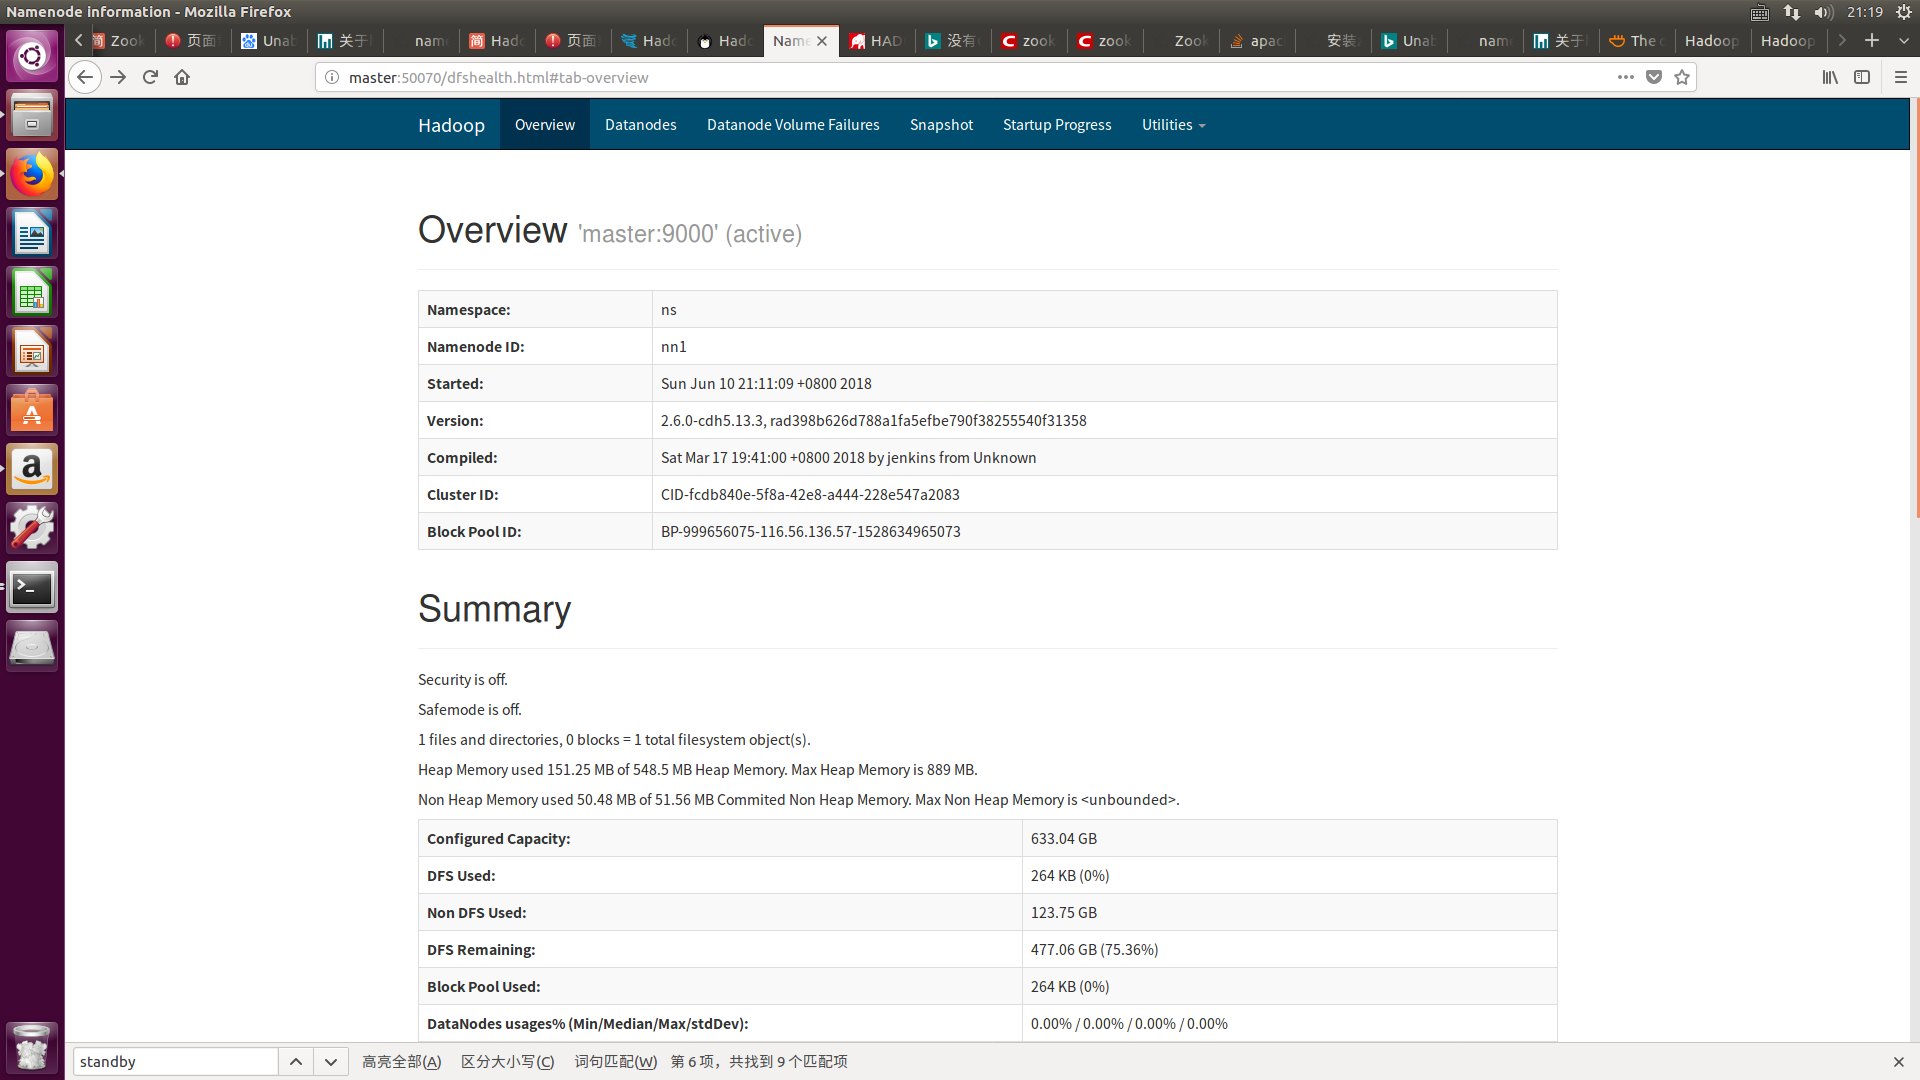 Namenode information - Mozilla Firefox
21:19
Zook
页面
Unab
关于
nam
Hadc
页面
Hadc
Hadc
Name
HAD
没有
zook
zook
Zook
apac
安装
Unab
nam
关于
The
Hadoop
Hadoop
master:50070/dfshealth.html#tab-overview
Hadoop Overview Datanodes Datanode Volume Failures Snapshot Startup Progress Utilities
Overview 'master:9000' (active)
Namespace: ns
Namenode ID: nn1
Started: Sun Jun 10 21:11:09 +0800 2018
Version: 2.6.0-cdh5.13.3, rad398b626d788a1fa5efbe790f38255540f31358
Compiled: Sat Mar 17 19:41:00 +0800 2018 by jenkins from Unknown
Cluster ID: CID-fcdb840e-5f8a-42e8-a444-228e547a2083
Block Pool ID: BP-999656075-116.56.136.57-1528634965073
Summary
Security is off.
Safemode is off.
1 files and directories, 0 blocks = 1 total filesystem object(s).
Heap Memory used 151.25 MB of 548.5 MB Heap Memory. Max Heap Memory is 889 MB.
Non Heap Memory used 50.48 MB of 51.56 MB Commited Non Heap Memory. Max Non Heap Memory is <unbounded>.
Configured Capacity: 633.04 GB
DFS Used: 264 KB (0%)
Non DFS Used: 123.75 GB
DFS Remaining: 477.06 GB (75.36%)
Block Pool Used: 264 KB (0%)
DataNodes usages% (Min/Median/Max/stdDev): 0.00% / 0.00% / 0.00% / 0.00%
standby 高亮全部(A) 区分大小写(C) 词句匹配(W) 第 6 项，共找到 9 个匹配项